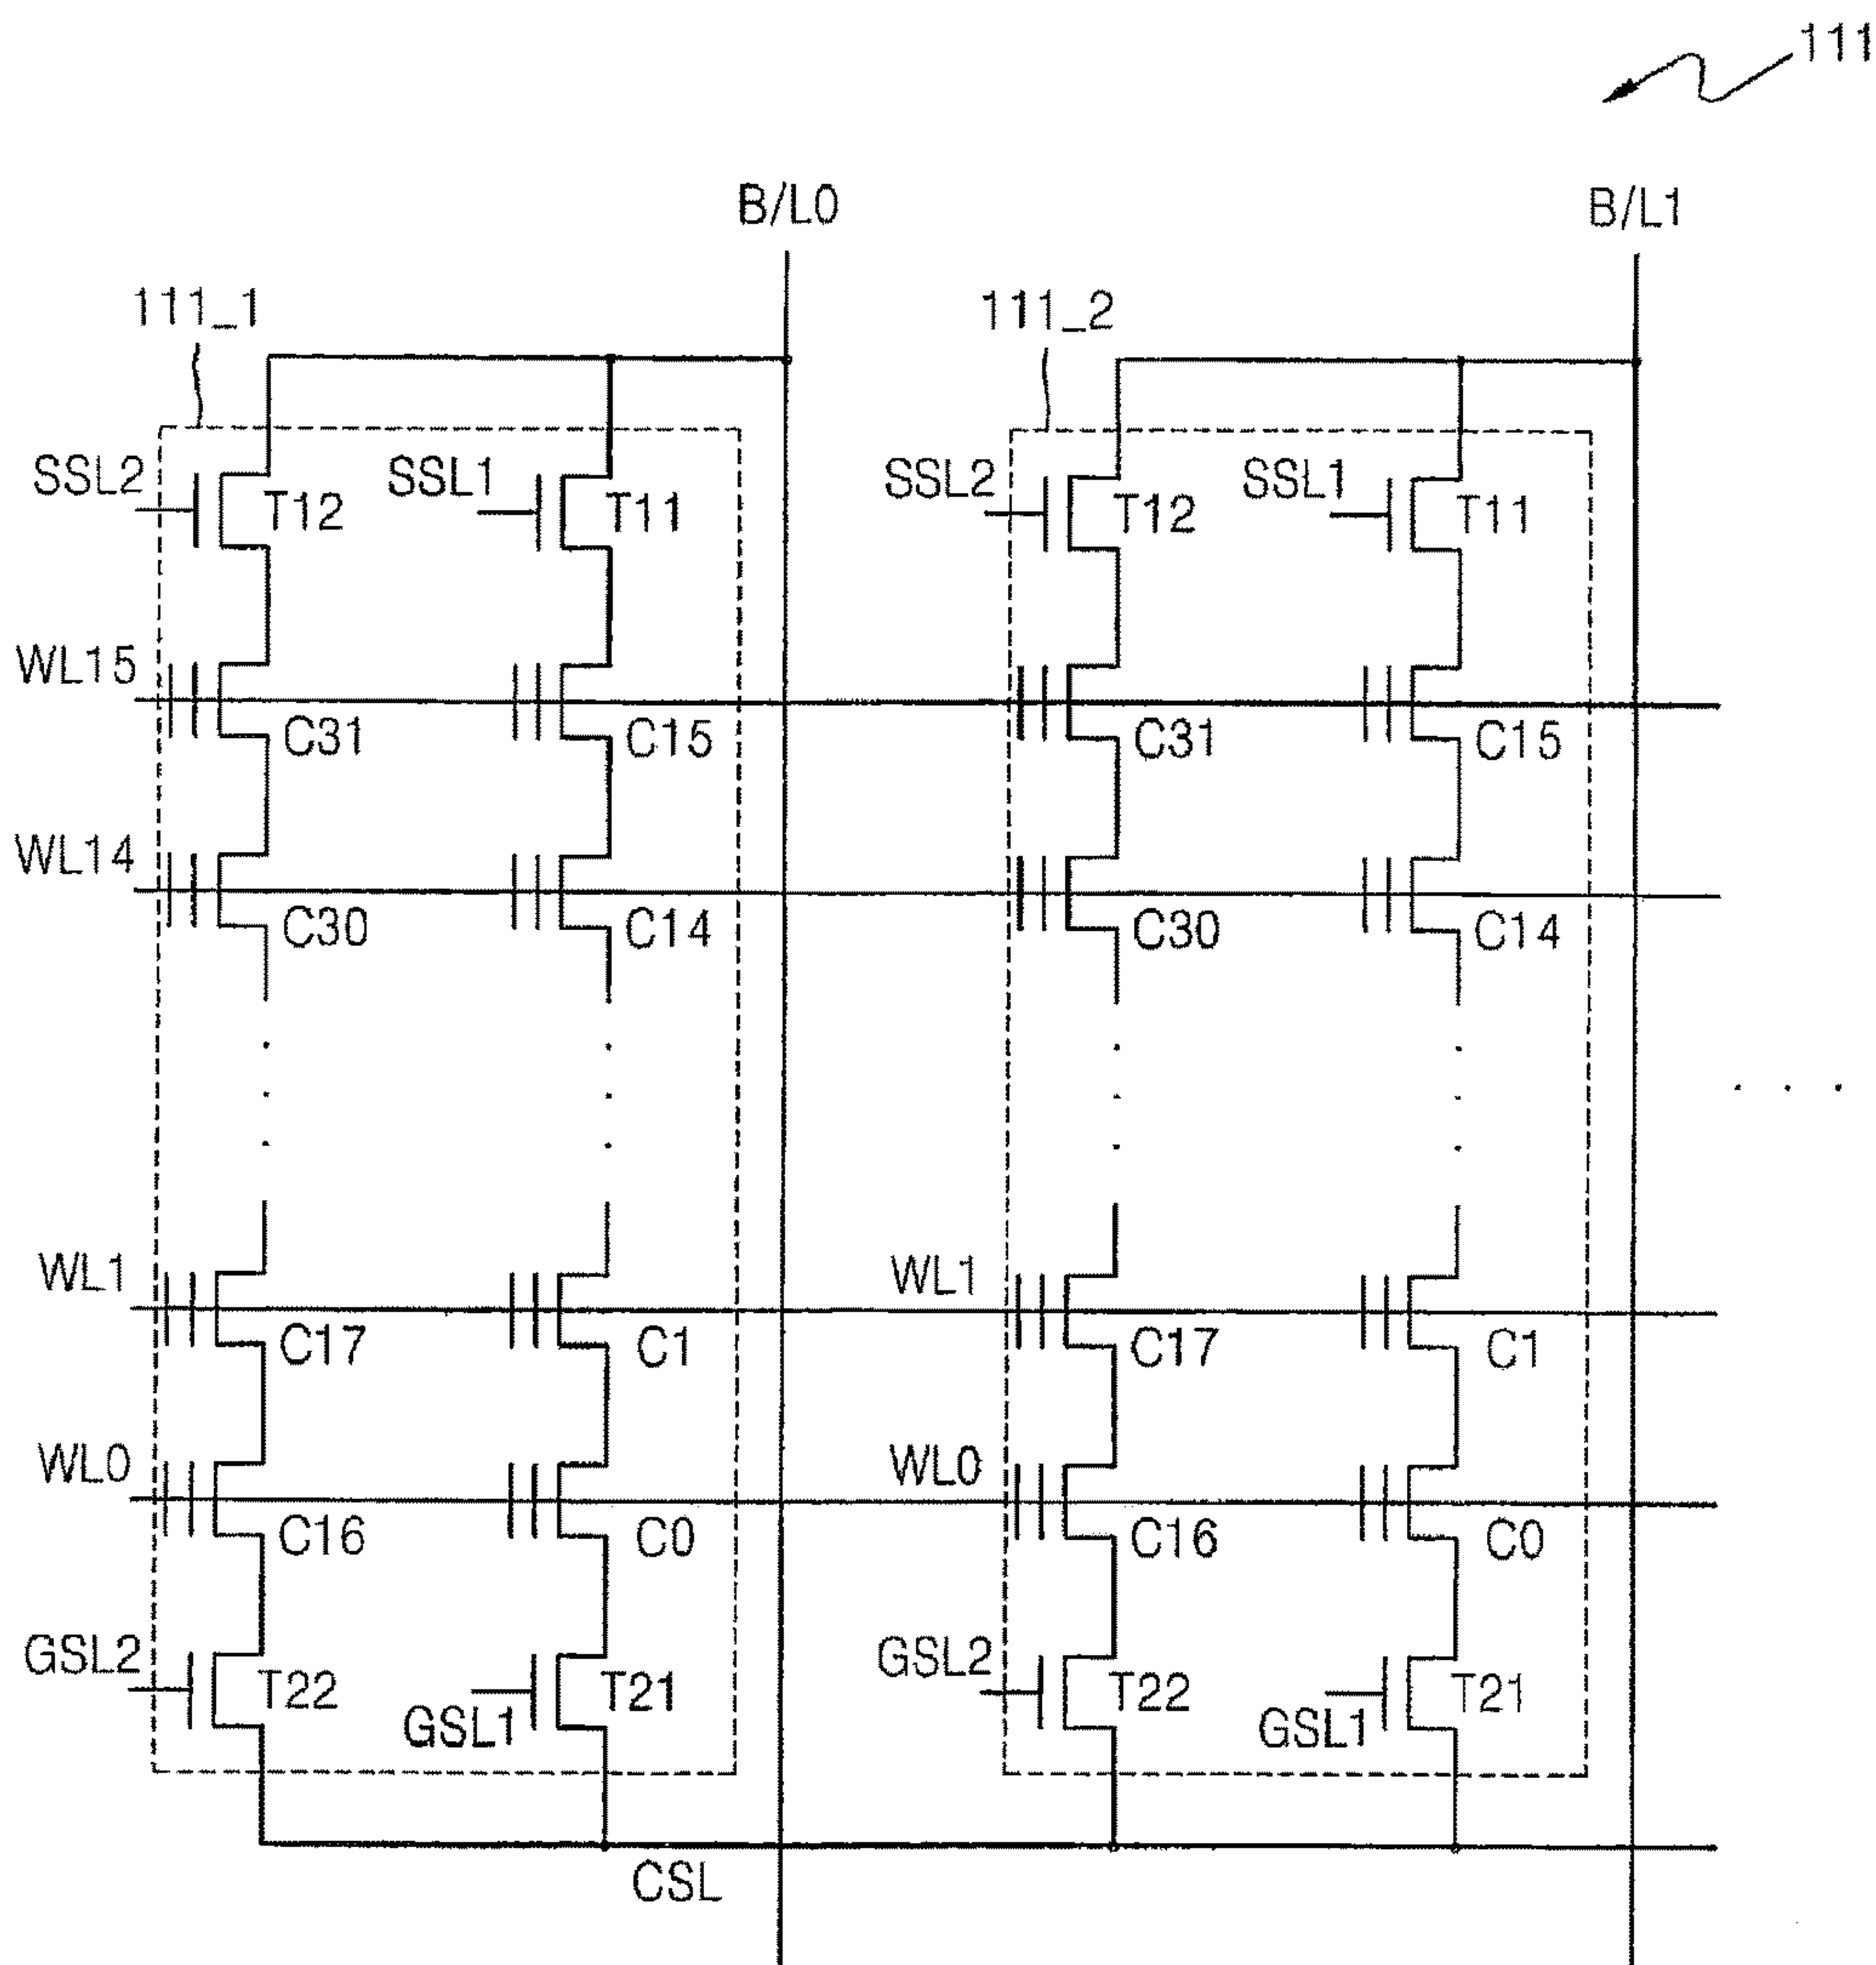 111
B/L0 B/L1
111_1 111_2
SSL2 T12 SSL1 T11 SSL2 T12 SSL1 T11
WL15 C31 C15 C31 C15
WL14 C30 C14 C30 C14
. . .
WL1 C17 C1 WL1 C17 C1
WL0 C16 C0 WL0 C16 C0
GSL2 T22 GSL1 T21 GSL2 T22 GSL1 T21
CSL